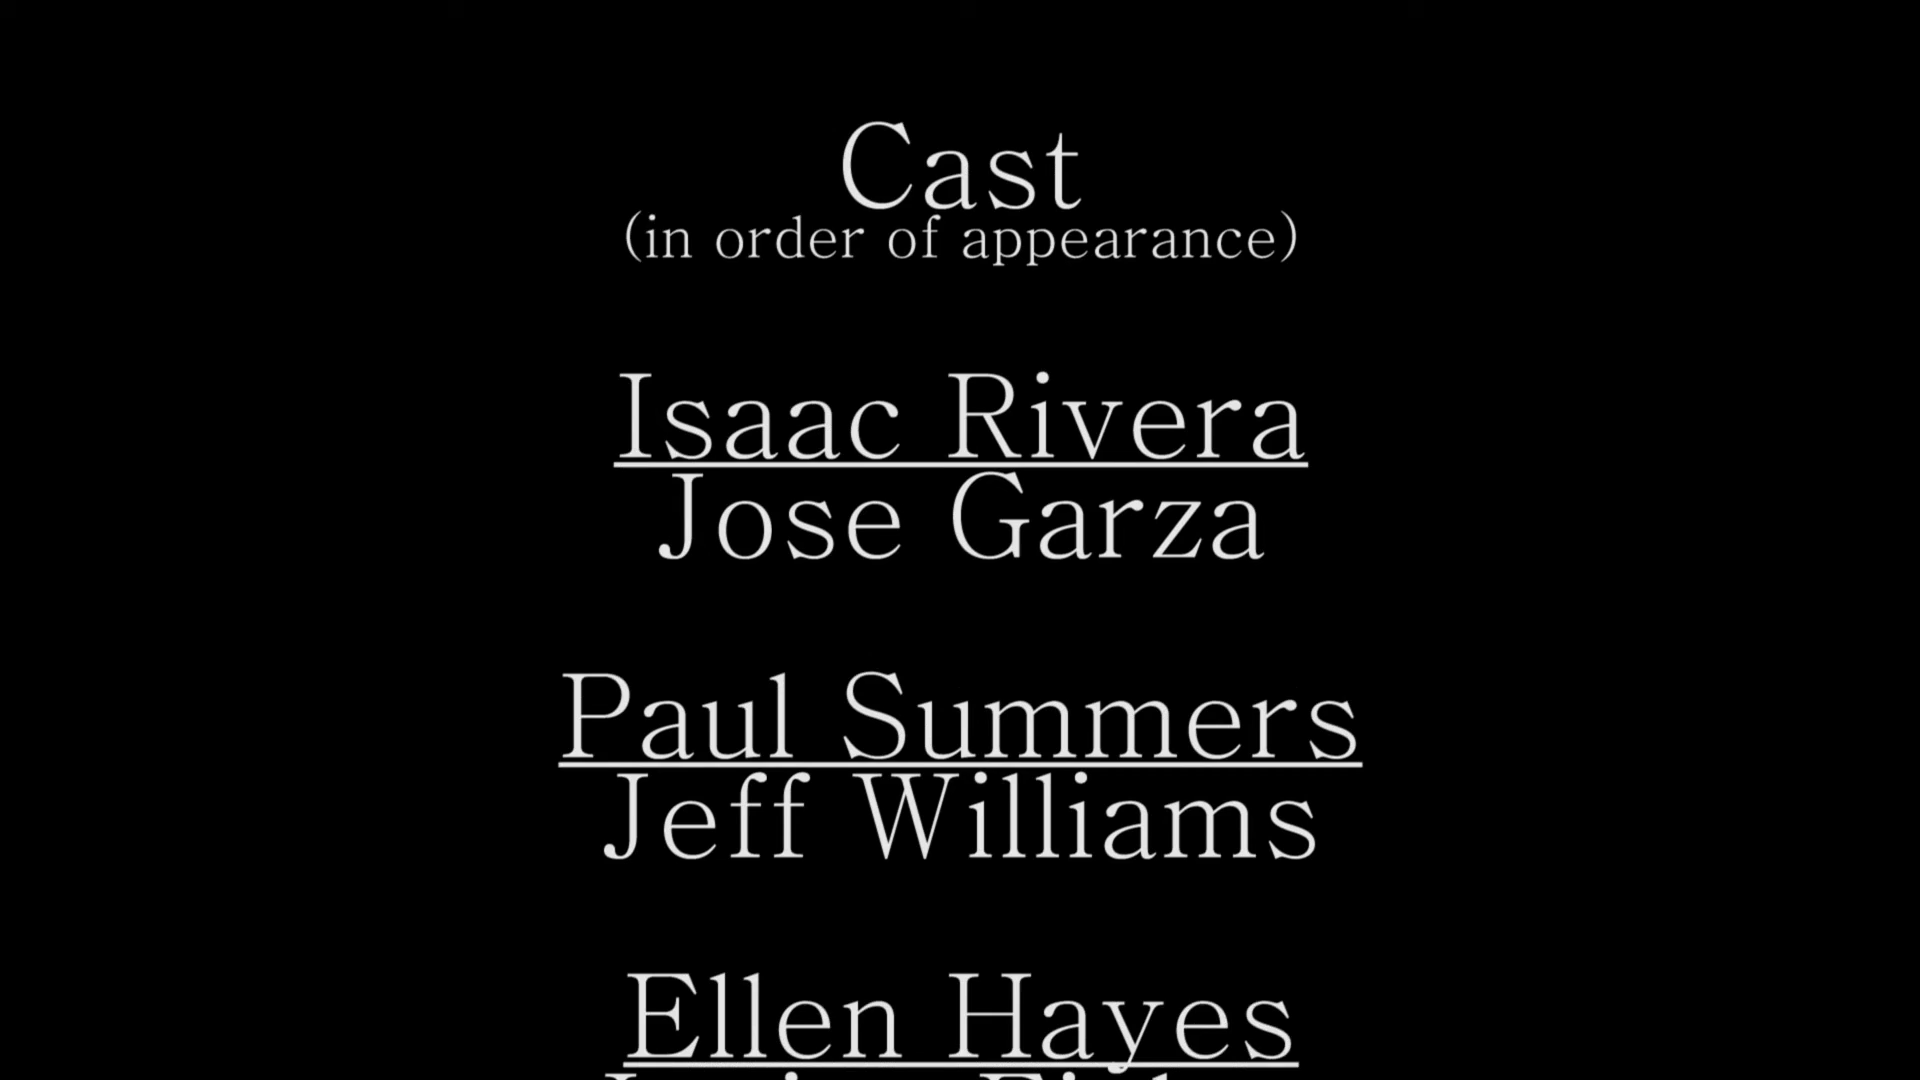 Cast
(in order of appearance)
Isaac Rivera
Jose Garza
Paul Summers
Jeff Williams
Ellen Hayes